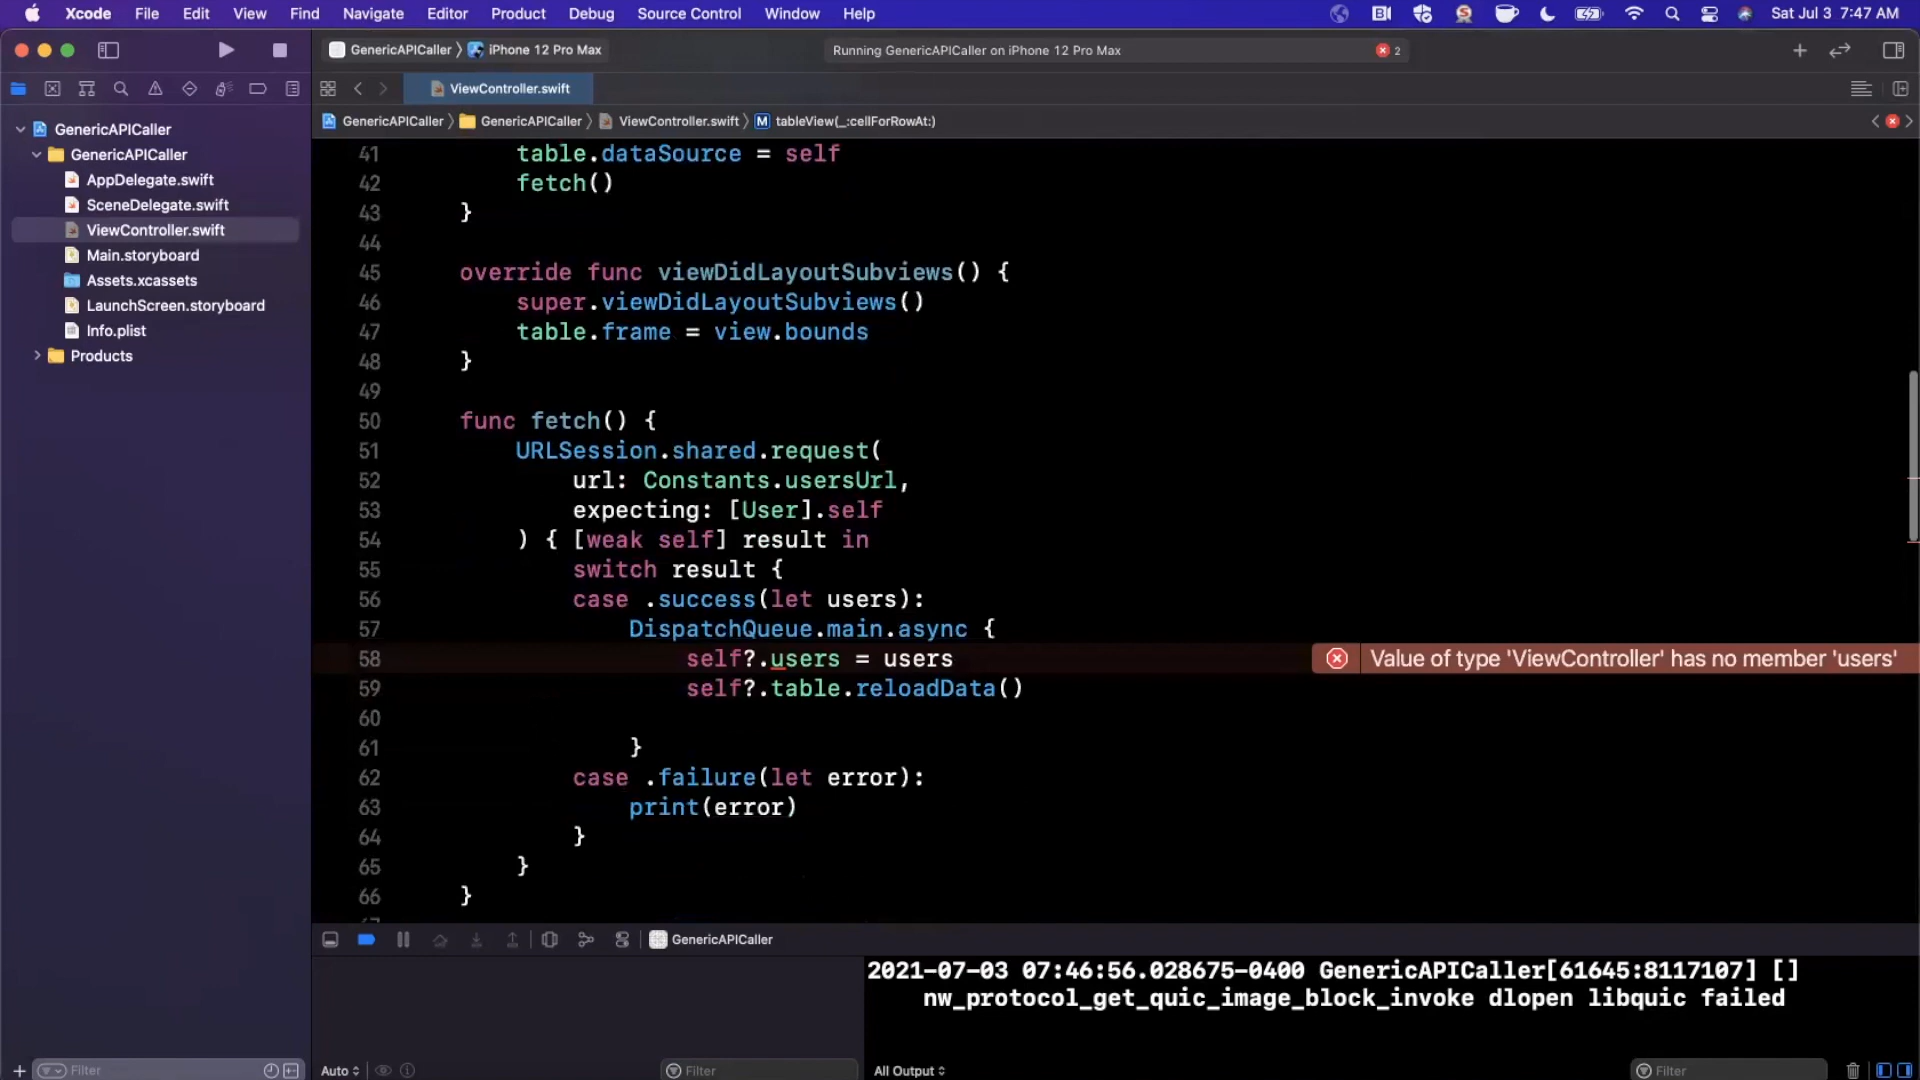 Xcode File Edit View Find Navigate Editor Product Debug Source Control Window Help Sat Jul 3 7:47 AM
GenericAPICaller 〉 iPhone 12 Pro Max Running GenericAPICaller on iPhone 12 Pro Max 2
ViewController.swift
GenericAPICaller 〉 GenericAPICaller 〉 ViewController.swift 〉 M tableView(_:cellForRowAt:)
GenericAPICaller
GenericAPICaller
AppDelegate.swift
SceneDelegate.swift
ViewController.swift
Main.storyboard
Assets.xcassets
LaunchScreen.storyboard
Info.plist
Products
41 table.dataSource = self
42 fetch()
43 }
44
45 override func viewDidLayoutSubviews() {
46 super.viewDidLayoutSubviews()
47 table.frame = view.bounds
48 }
49
50 func fetch() {
51 URLSession.shared.request(
52 url: Constants.usersUrl,
53 expecting: [User].self
54 ) { [weak self] result in
55 switch result {
56 case .success(let users):
57 DispatchQueue.main.async {
58 self?.users = users Value of type 'ViewController' has no member 'users'
59 self?.table.reloadData()
60
61 }
62 case .failure(let error):
63 print(error)
64 }
65 }
66 }
GenericAPICaller
2021-07-03 07:46:56.028675-0400 GenericAPICaller[61645:8117107] []
nw_protocol_get_quic_image_block_invoke dlopen libquic failed
Filter Auto Filter All Output Filter